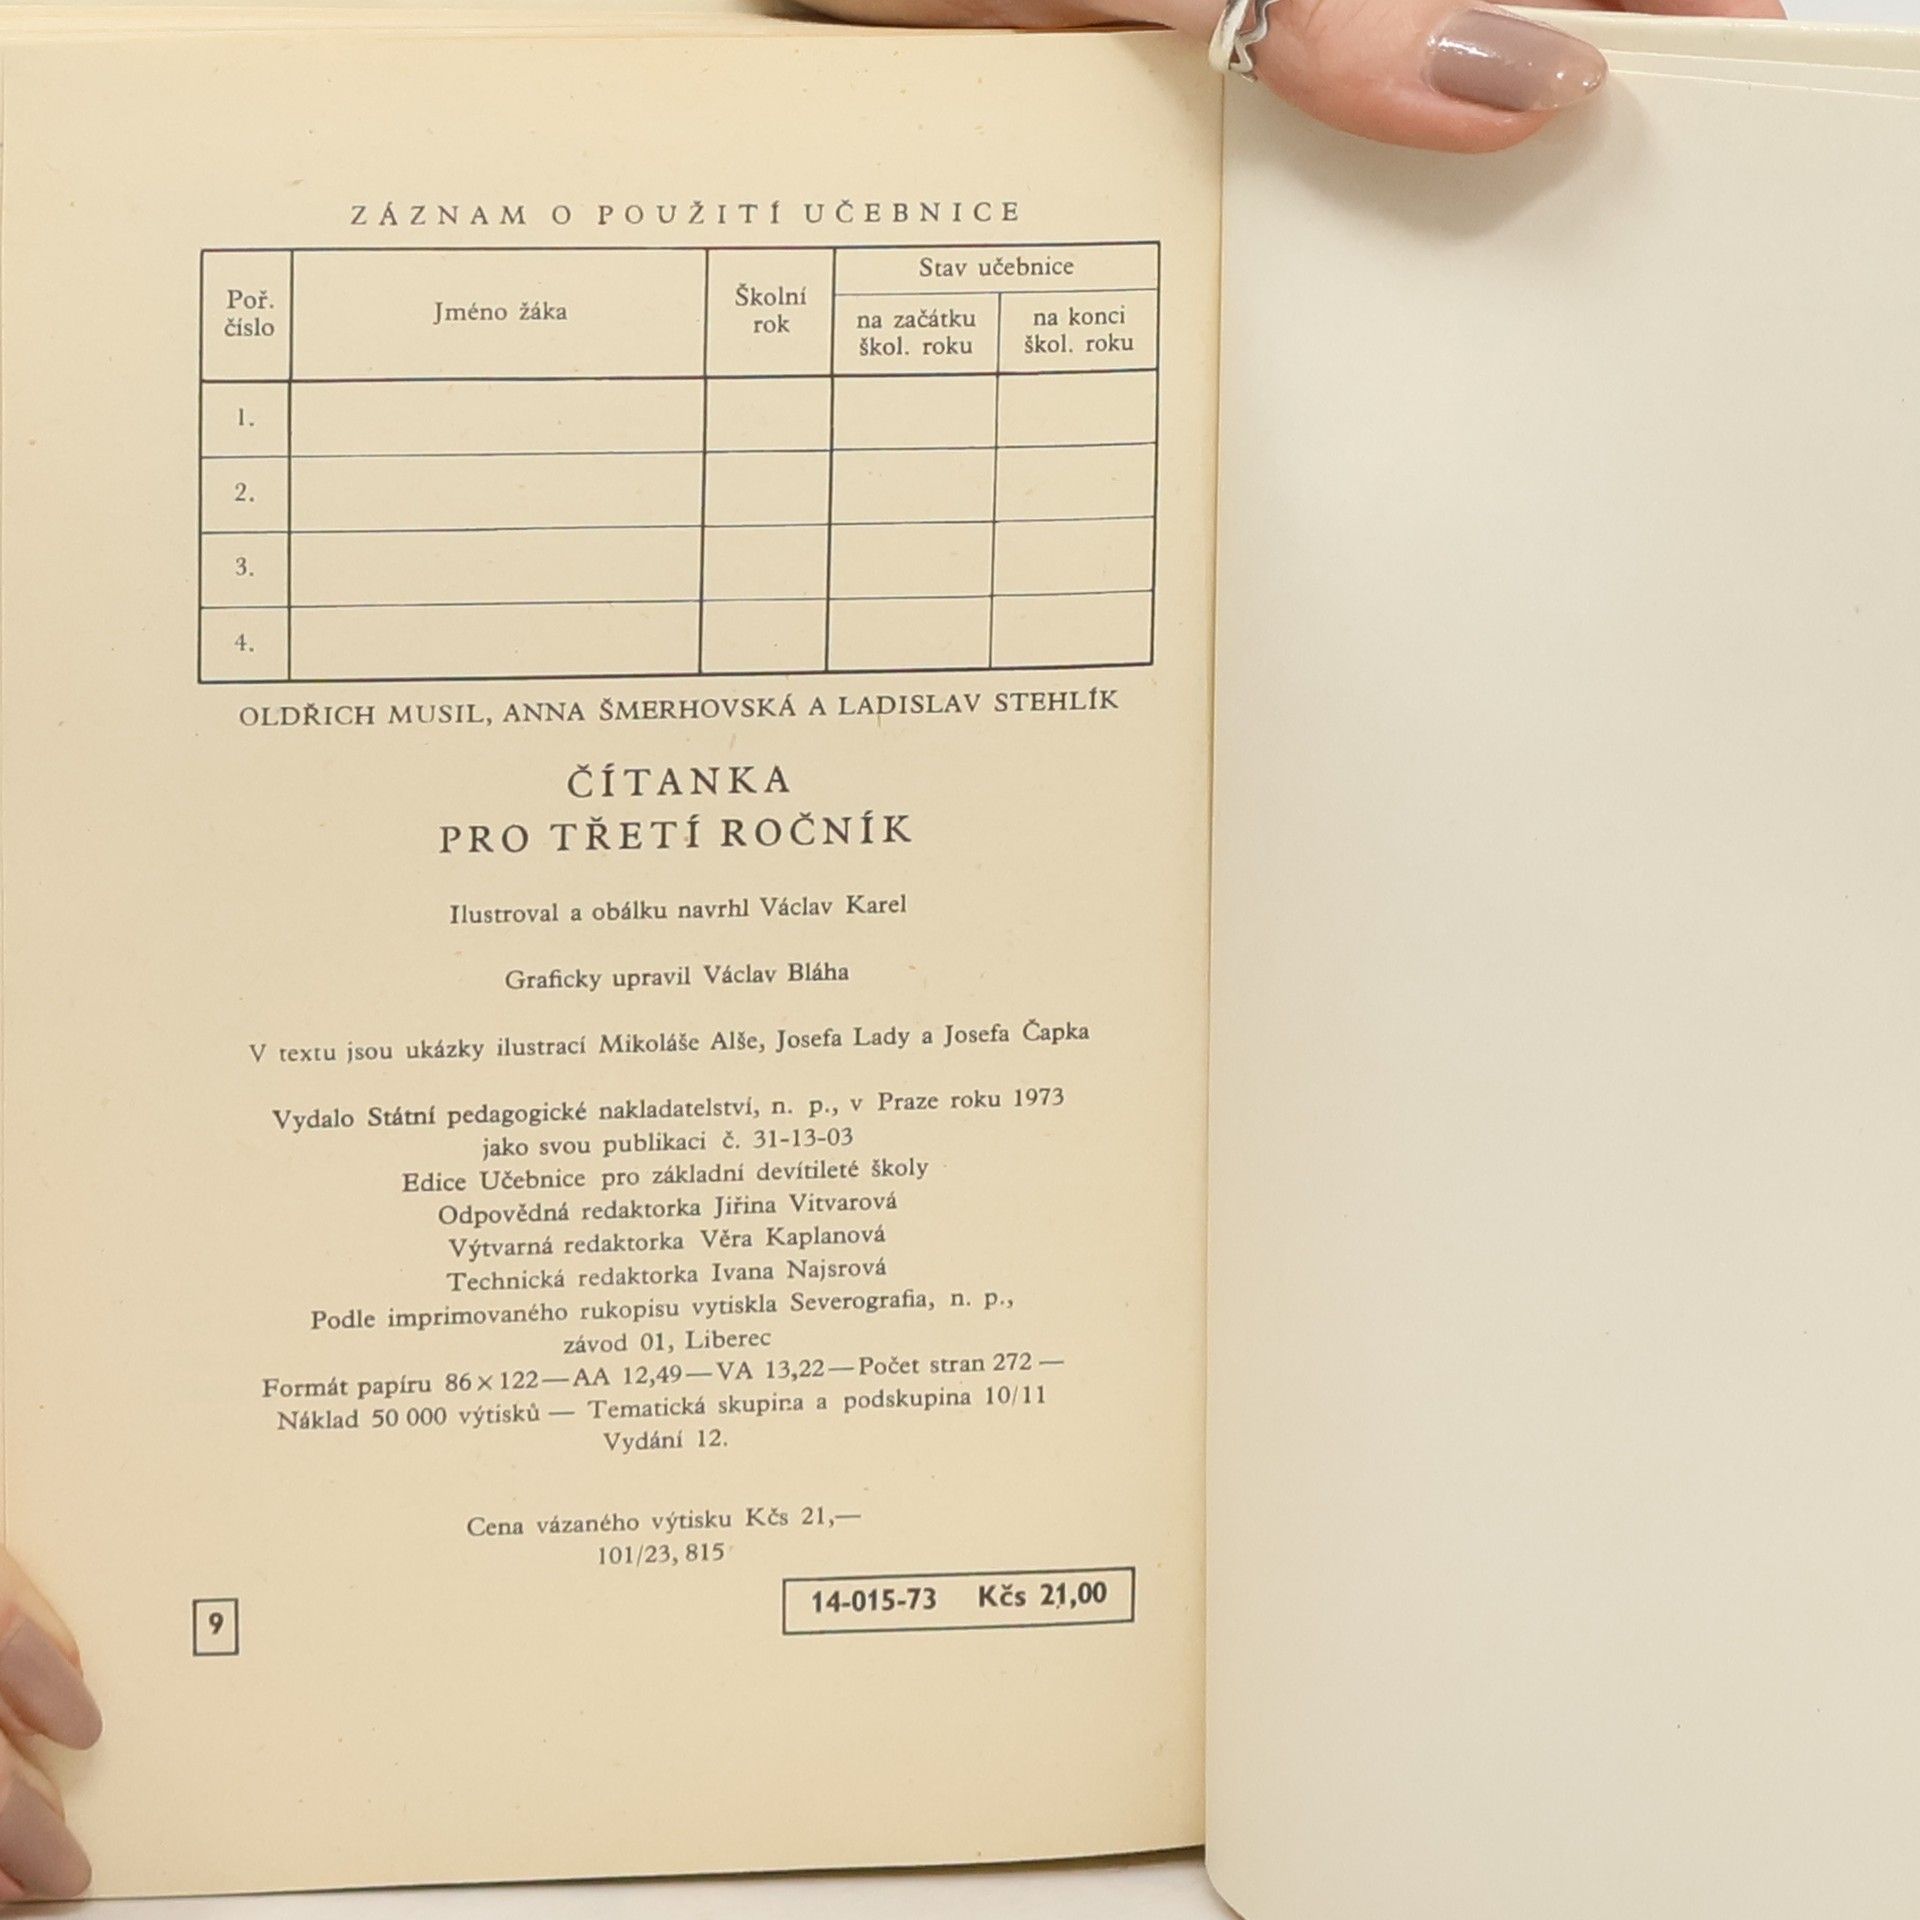 ZÁZNAM O POUŽITÍ UČEBNICE
Poř. číslo
Jméno žáka
Školní rok
Stav učebnice
na začátku škol. roku
na konci škol. roku
1.
2.
3.
4.
OLDŘICH MUSIL, ANNA ŠMERHOVSKÁ A LADISLAV STEHLÍK
ČÍTANKA
PRO TŘETÍ ROČNÍK
Ilustroval a obálku navrhl Václav Karel
Graficky upravil Václav Bláha
V textu jsou ukázky ilustrací Mikoláše Alše, Josefa Lady a Josefa Čapka
Vydalo Státní pedagogické nakladatelství, n. p., v Praze roku 1973
jako svou publikaci č. 31-13-03
Edice Učebnice pro základní devítileté školy
Odpovědná redaktorka Jiřina Vitvarová
Výtvarná redaktorka Věra Kaplanová
Technická redaktorka Ivana Najsrová
Podle imprimovaného rukopisu vytiskla Severografia, n. p.,
závod 01, Liberec
Formát papíru 86×122—AA 12,49—VA 13,22—Počet stran 272 —
Náklad 50 000 výtisků — Tematická skupina a podskupina 10/11
Vydání 12.
Cena vázaného výtisku Kčs 21,—
101/23, 815
14-015-73 Kčs 21,00
9